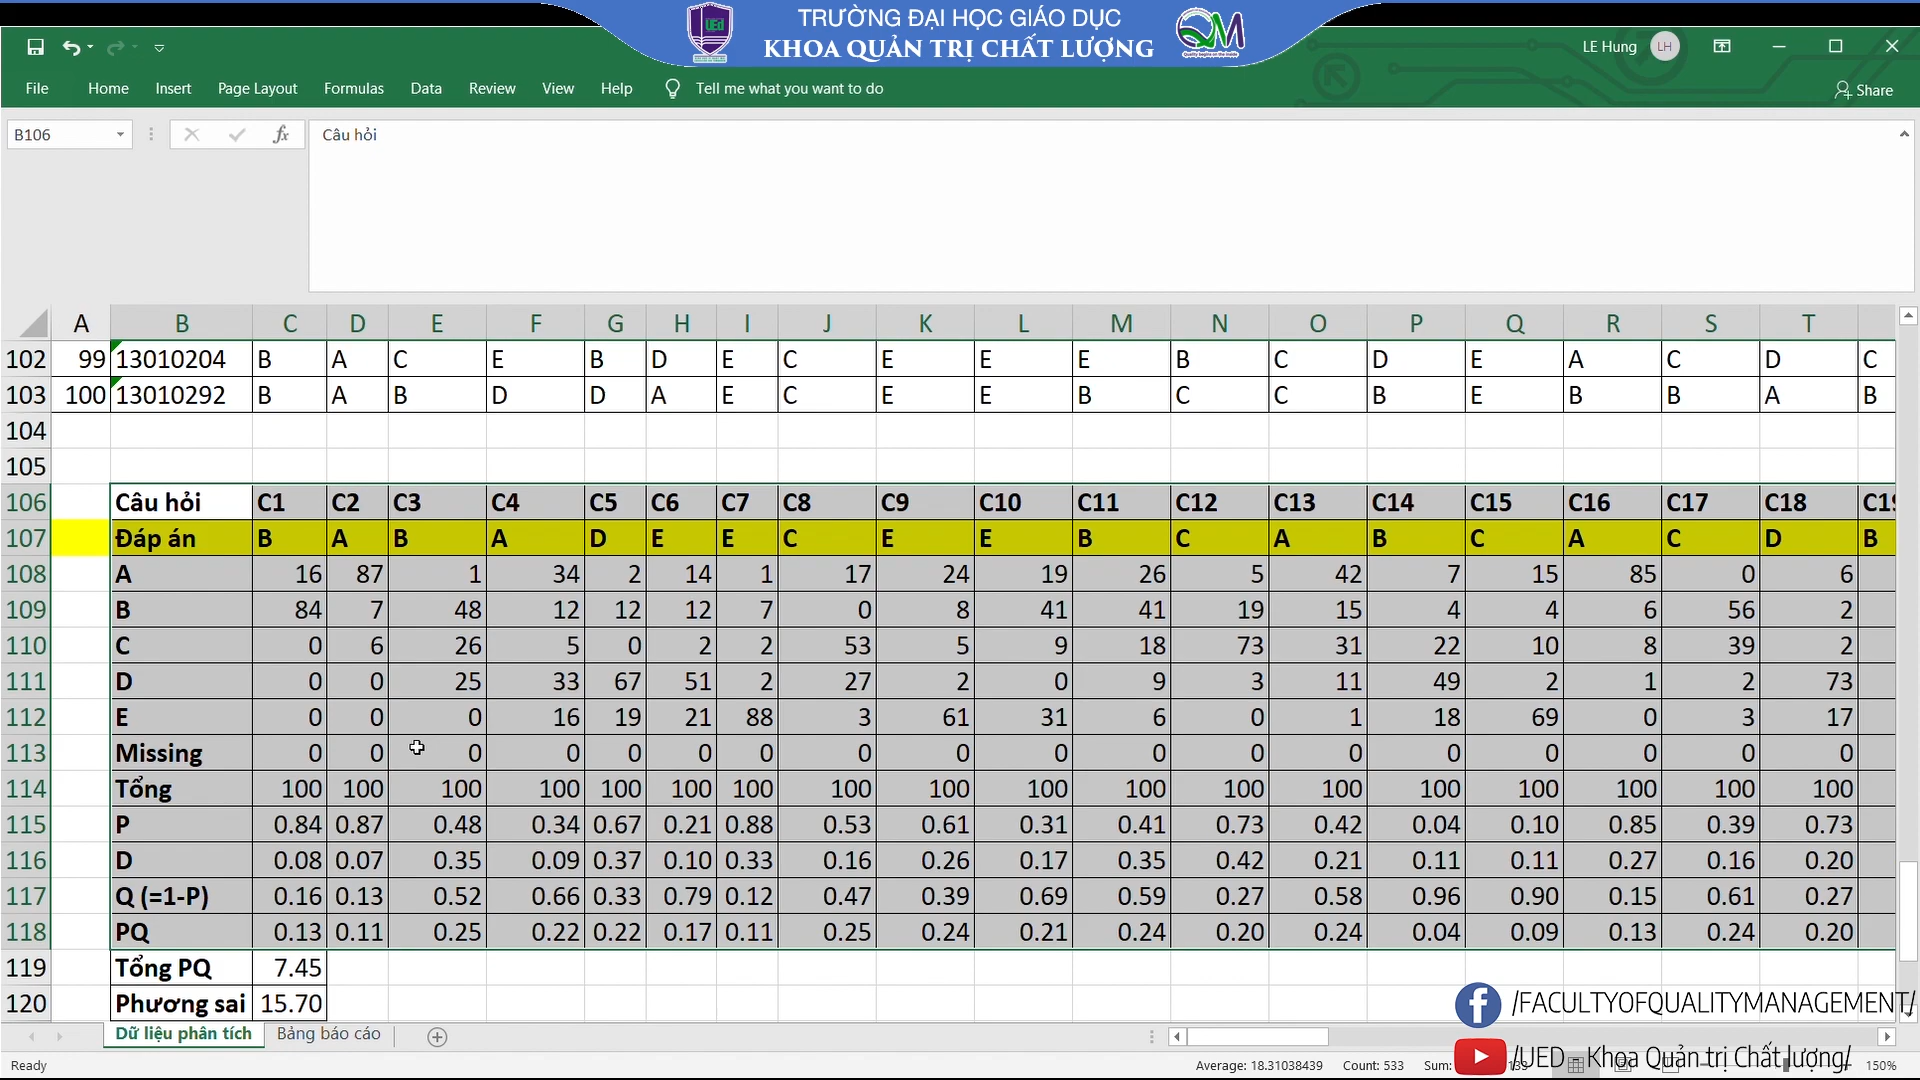 TRƯỜNG ĐẠI HỌC GIÁO DỤC
KHOA QUẢN TRỊ CHẤT LƯỢNG
UEd
QM
LE Hung LH
File Home Insert Page Layout Formulas Data Review View Help Tell me what you want to do Share
B106 fx Câu hỏi
A B C D E F G H I J K L M N O P Q R S T
102 99 13010204 B A C E B D E C E E E B C D E A C D C
103 100 13010292 B A B D D A E C E E B C C B E B B A B
104
105
106 Câu hỏi C1 C2 C3 C4 C5 C6 C7 C8 C9 C10 C11 C12 C13 C14 C15 C16 C17 C18 C19
107 Đáp án B A B A D E E C E E B C A B C A C D B
108 A 16 87 1 34 2 14 1 17 24 19 26 5 42 7 15 85 0 6
109 B 84 7 48 12 12 12 7 0 8 41 41 19 15 4 4 6 56 2
110 C 0 6 26 5 0 2 2 53 5 9 18 73 31 22 10 8 39 2
111 D 0 0 25 33 67 51 2 27 2 0 9 3 11 49 2 1 2 73
112 E 0 0 0 16 19 21 88 3 61 31 6 0 1 18 69 0 3 17
113 Missing 0 0 0 0 0 0 0 0 0 0 0 0 0 0 0 0 0 0
114 Tổng 100 100 100 100 100 100 100 100 100 100 100 100 100 100 100 100 100 100
115 P 0.84 0.87 0.48 0.34 0.67 0.21 0.88 0.53 0.61 0.31 0.41 0.73 0.42 0.04 0.10 0.85 0.39 0.73
116 D 0.08 0.07 0.35 0.09 0.37 0.10 0.33 0.16 0.26 0.17 0.35 0.42 0.21 0.11 0.11 0.27 0.16 0.20
117 Q (=1-P) 0.16 0.13 0.52 0.66 0.33 0.79 0.12 0.47 0.39 0.69 0.59 0.27 0.58 0.96 0.90 0.15 0.61 0.27
118 PQ 0.13 0.11 0.25 0.22 0.22 0.17 0.11 0.25 0.24 0.21 0.24 0.20 0.24 0.04 0.09 0.13 0.24 0.20
119 Tổng PQ 7.45
120 Phương sai 15.70
/FACULTYOFQUALITYMANAGEMENT/
Dữ liệu phân tích Bảng báo cáo
/UED - Khoa Quản trị Chất lượng/
Ready Average: 18.31038439 Count: 533 Sum: 150%